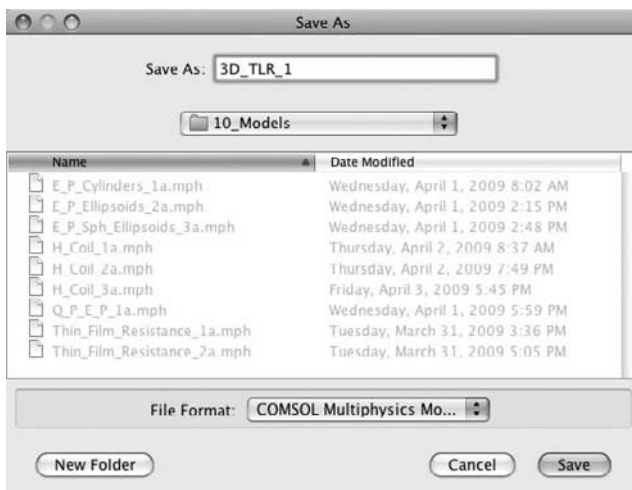 Save As
Save As: 3D_TLR_1
10_Models
Name Date Modified
E_P_Cylinders_1a.mph Wednesday, April 1, 2009 8:02 AM
E_P_Ellipsoids_2a.mph Wednesday, April 1, 2009 2:15 PM
E_P_Sph_Ellipsoids_3a.mph Wednesday, April 1, 2009 2:48 PM
H_Coil_1a.mph Thursday, April 2, 2009 8:37 AM
H_Coil_2a.mph Thursday, April 2, 2009 7:49 PM
H_Coil_3a.mph Friday, April 3, 2009 5:45 PM
Q_P_E_P_1a.mph Wednesday, April 1, 2009 5:59 PM
Thin_Film_Resistance_1a.mph Tuesday, March 31, 2009 3:36 PM
Thin_Film_Resistance_2a.mph Tuesday, March 31, 2009 5:05 PM
File Format: COMSOL Multiphysics Mo...
New Folder Cancel Save